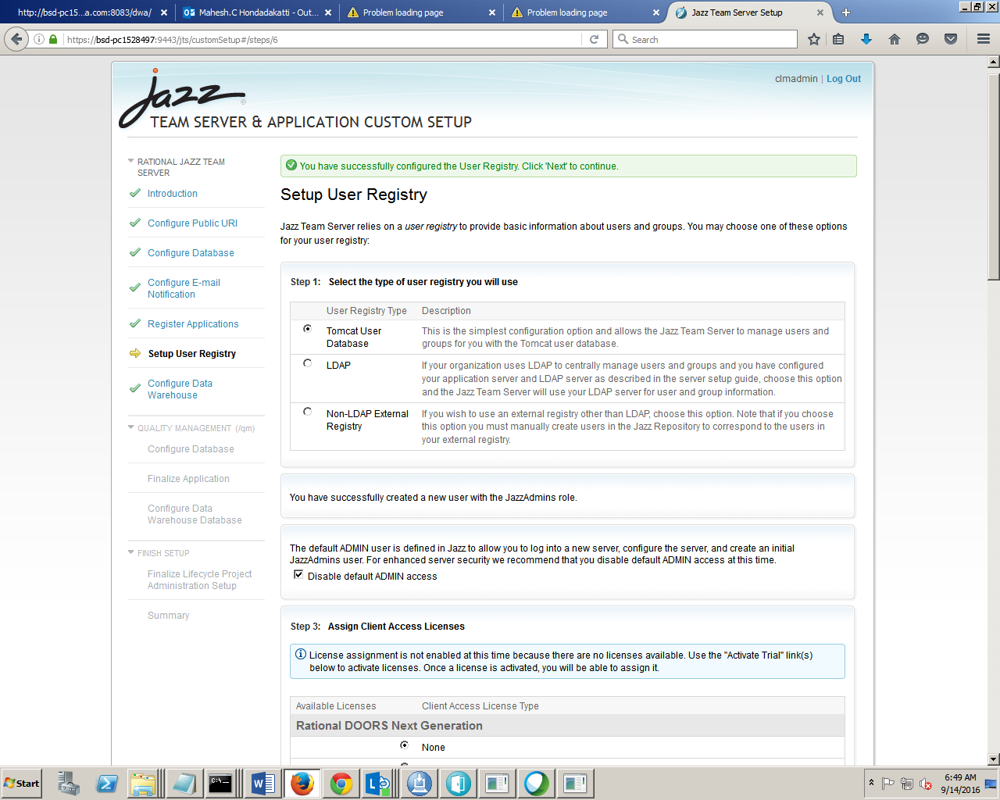 http://bsd-pc15...a.com:8083/dwa/
Mahesh.C Hondadakatti - Out...
Problem loading page
Problem loading page
Jazz Team Server Setup
https://bsd-pc1528497:9443/jts/customSetup#/steps/6
Search
clmadmin | Log Out
jazz
TEAM SERVER & APPLICATION CUSTOM SETUP
RATIONAL JAZZ TEAM
SERVER
Introduction
Configure Public URI
Configure Database
Configure E-mail
Notification
Register Applications
Setup User Registry
Configure Data
Warehouse
QUALITY MANAGEMENT (/qm)
Configure Database
Finalize Application
Configure Data
Warehouse Database
FINISH SETUP
Finalize Lifecycle Project
Administration Setup
Summary
You have successfully configured the User Registry. Click 'Next' to continue.
Setup User Registry
Jazz Team Server relies on a user registry to provide basic information about users and groups. You may choose one of these options
for your user registry:
Step 1: Select the type of user registry you will use
User Registry Type Description
Tomcat User
Database
This is the simplest configuration option and allows the Jazz Team Server to manage users and
groups for you with the Tomcat user database.
LDAP
If your organization uses LDAP to centrally manage users and groups and you have configured
your application server and LDAP server as described in the server setup guide, choose this option
and the Jazz Team Server will use your LDAP server for user and group information.
Non-LDAP External
Registry
If you wish to use an external registry other than LDAP, choose this option. Note that if you choose
this option you must manually create users in the Jazz Repository to correspond to the users in
your external registry.
You have successfully created a new user with the JazzAdmins role.
The default ADMIN user is defined in Jazz to allow you to log into a new server, configure the server, and create an initial
JazzAdmins user. For enhanced server security we recommend that you disable default ADMIN access at this time.
Disable default ADMIN access
Step 3: Assign Client Access Licenses
License assignment is not enabled at this time because there are no licenses available. Use the "Activate Trial" link(s)
below to activate licenses. Once a license is activated, you will be able to assign it.
Available Licenses Client Access License Type
Rational DOORS Next Generation
None
Start
6:49 AM
9/14/2016